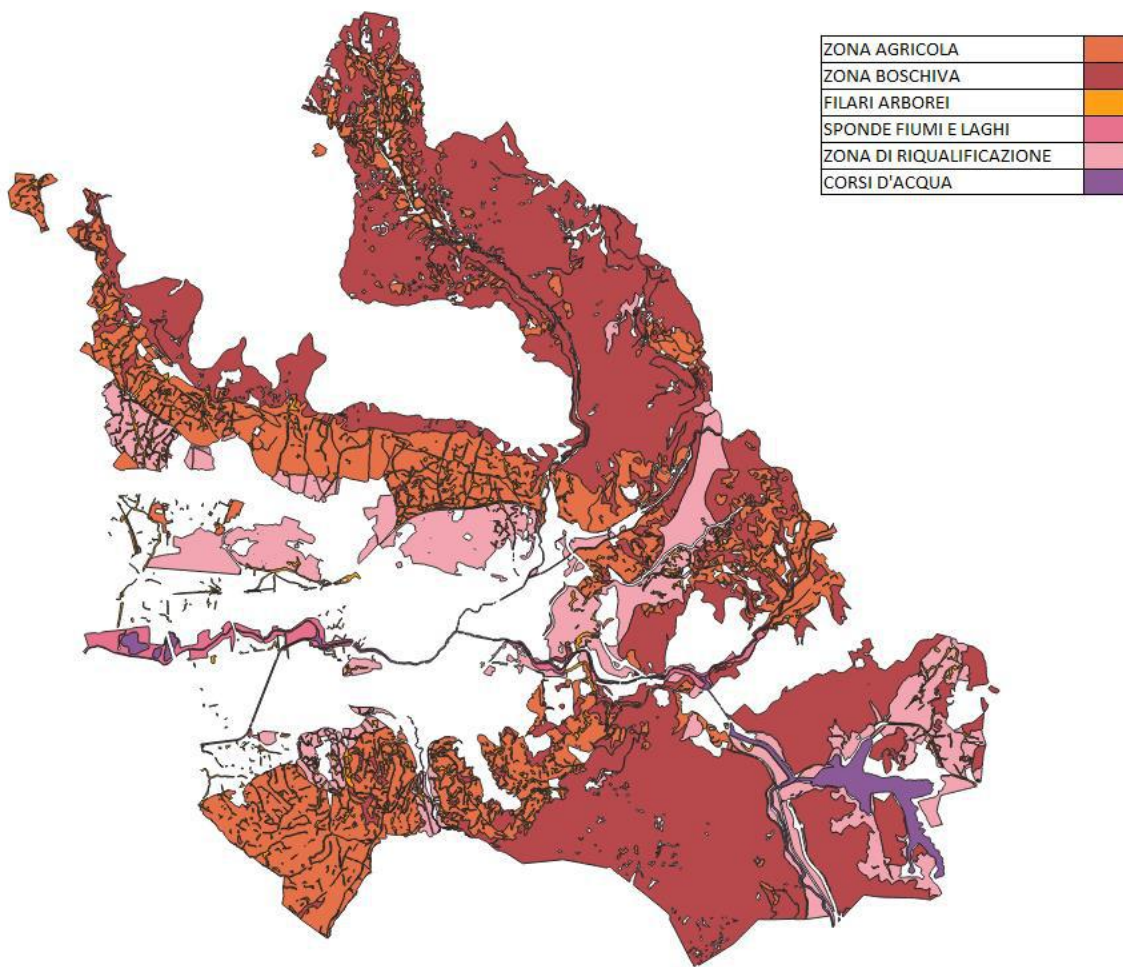 ZONA AGRICOLA
ZONA BOSCHIVA
FILARI ARBOREI
SPONDE FIUMI E LAGHI
ZONA DI RIQUALIFICAZIONE
CORSI D'ACQUA